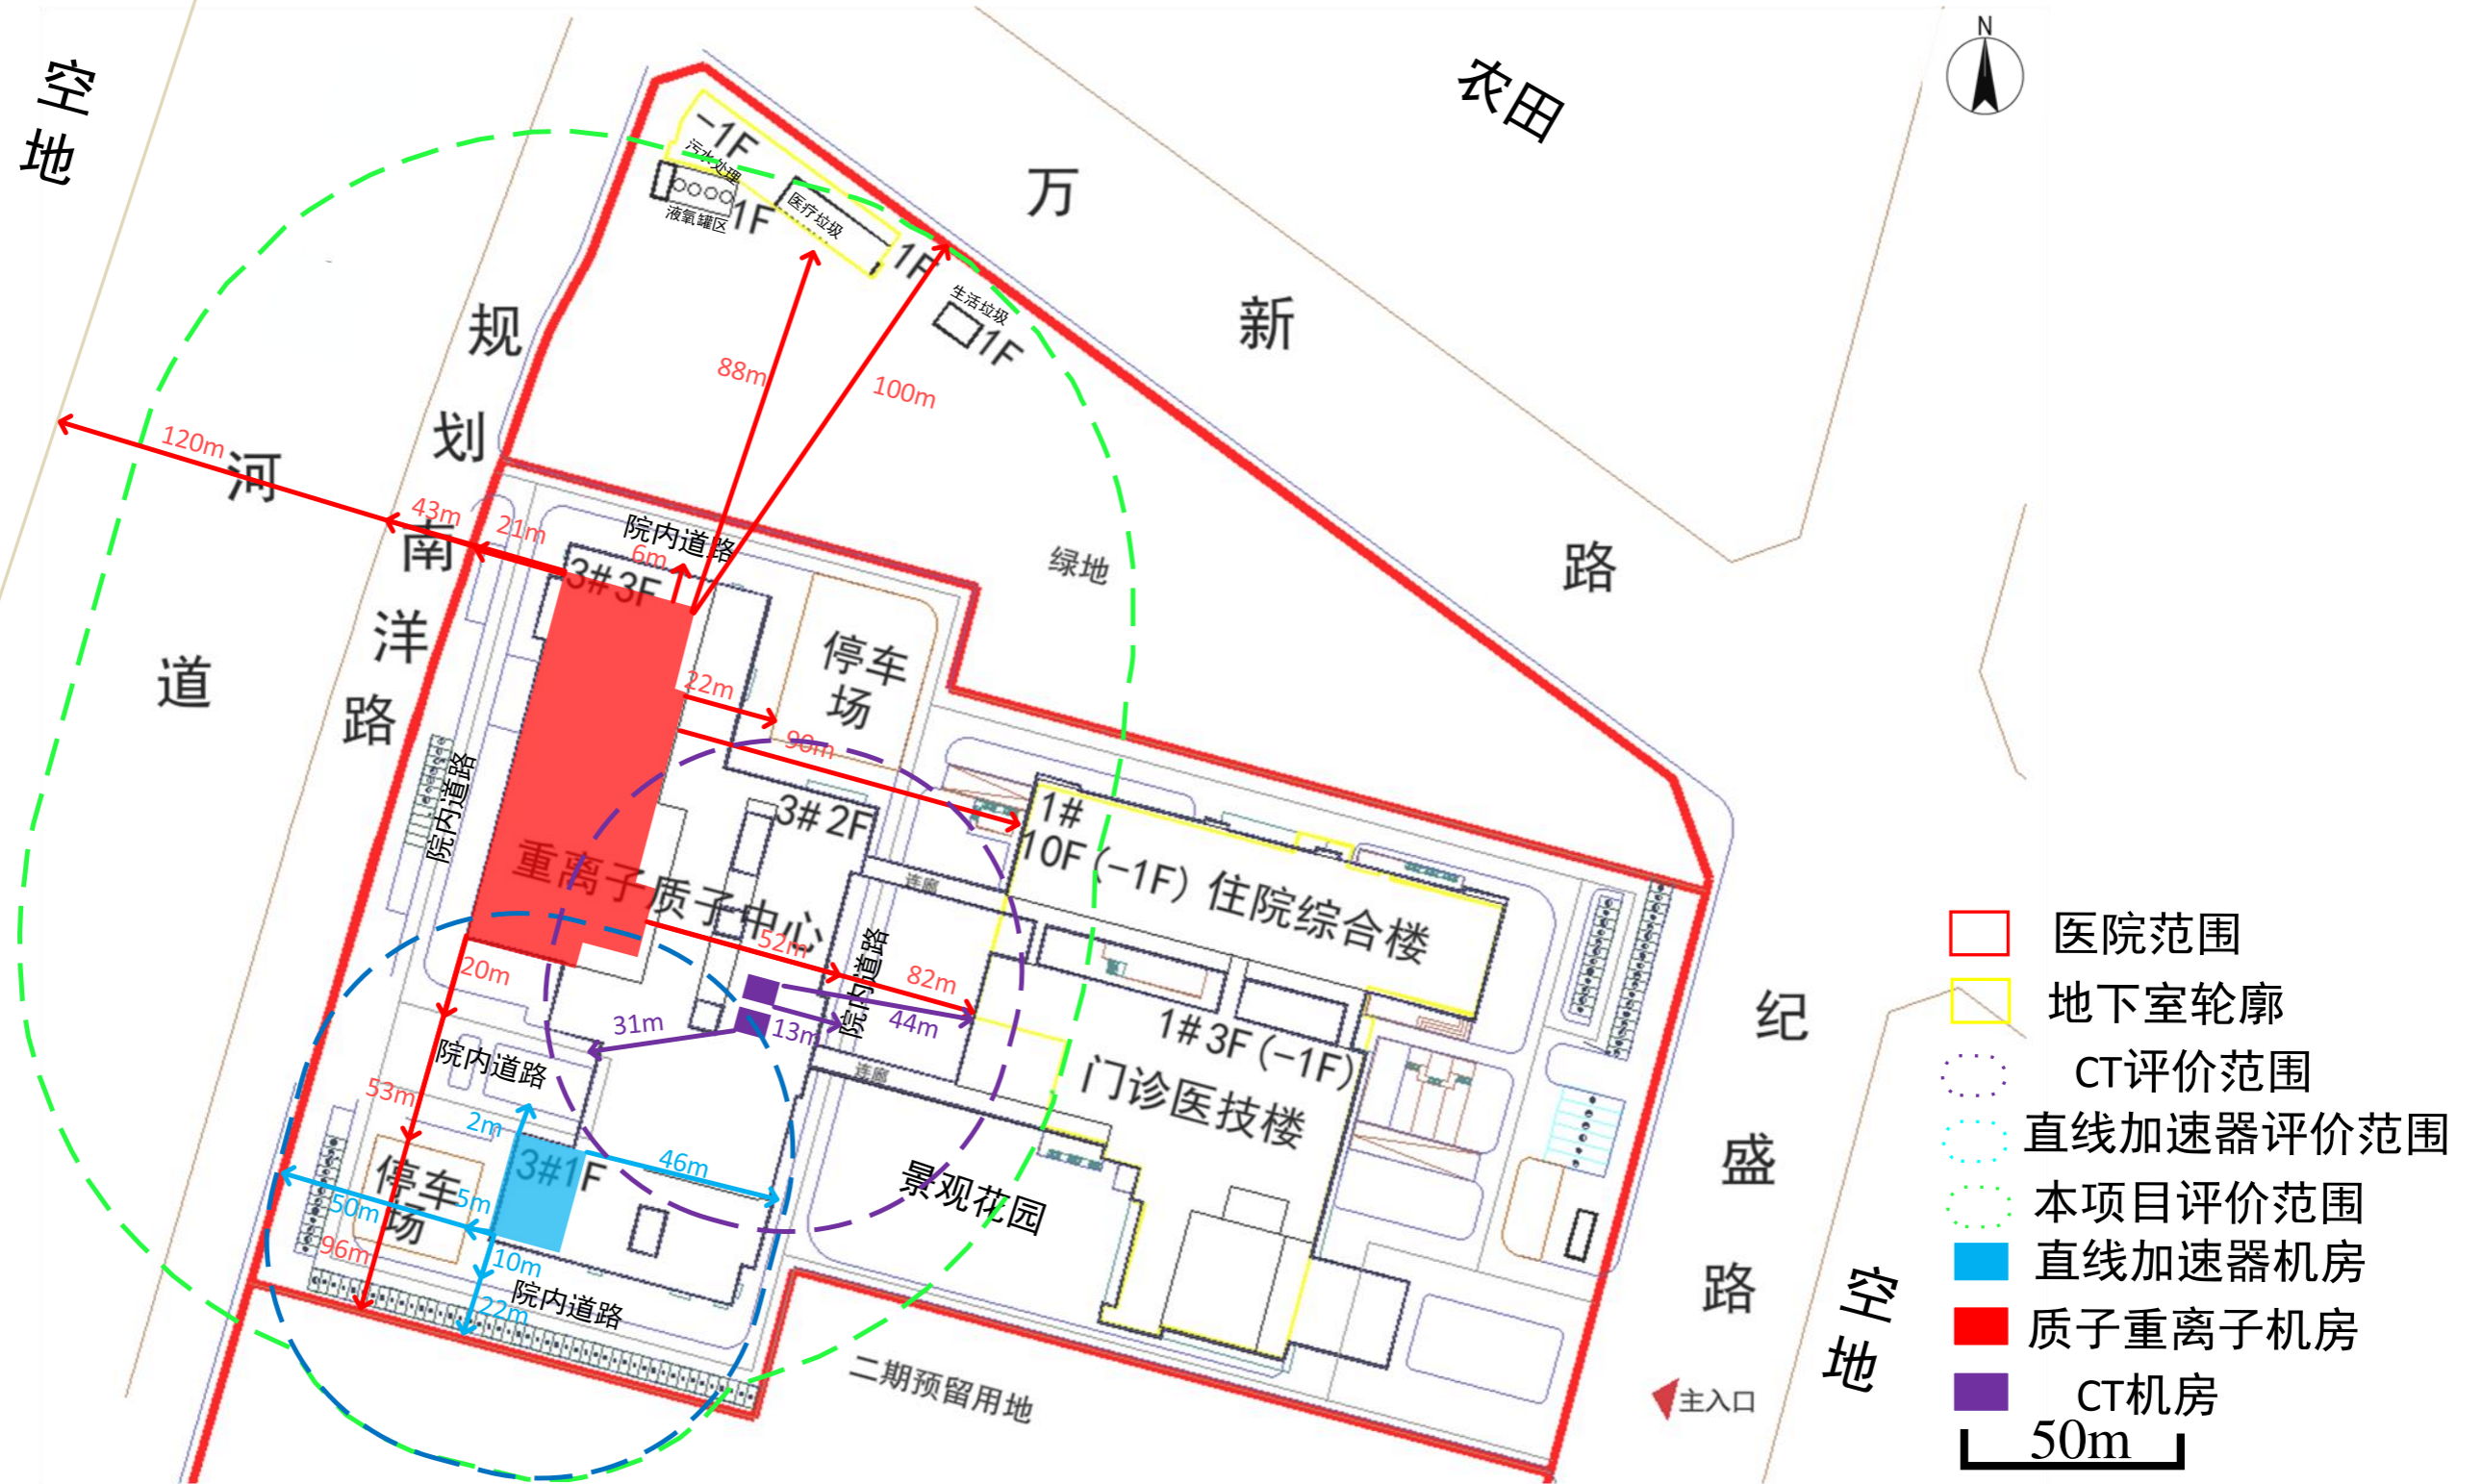 N
空地
农田
-1F
污水处理
液氧罐区
1F
医疗垃圾
1F
生活垃圾
1F
万新路
规划南洋路
88m
100m
120m
43m
21m
河道
院内道路
6m
3#3F
绿地
停车场
22m
90m
院内道路
3#2F
1#
10F(-1F)住院综合楼
连廊
重离子质子中心
52m
院内道路
82m
20m
31m
13m
44m
1#3F(-1F)
门诊医技楼
院内道路
连廊
53m
2m
3#1F
46m
停车场
50m
5m
景观花园
96m
10m
院内道路
22m
二期预留用地
纪盛路
空地
主入口
医院范围
地下室轮廓
CT评价范围
直线加速器评价范围
本项目评价范围
直线加速器机房
质子重离子机房
CT机房
50m